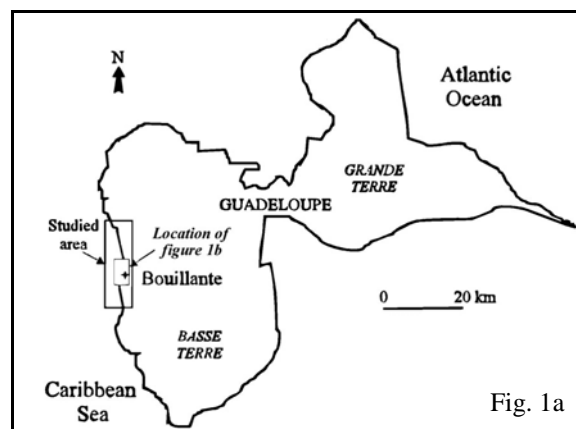 N
Atlantic
Ocean
GRANDE
TERRE
GUADELOUPE
Studied
area
Location of
figure 1b
Bouillante
0 20 km
BASSE
TERRE
Caribbean
Sea
Fig. 1a